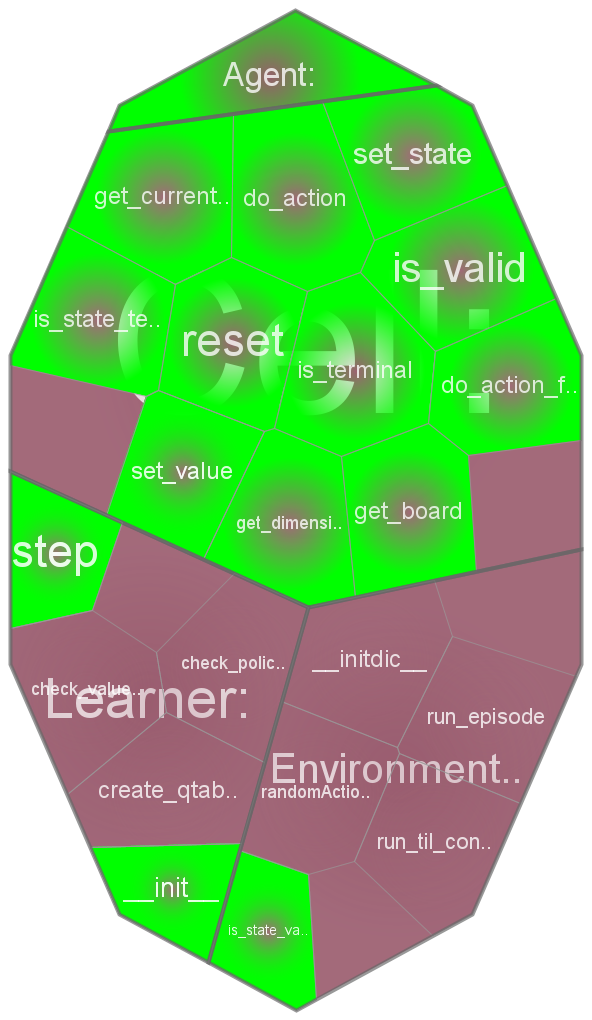 Agent:
set_state
get_current..
do_action
is_valid
Cell:
is_state_te..
reset
is_terminal
do_action_f..
set_value
get_dimensi..
get_board
step
check_polic..
__initdic__
check_value..
Learner:
run_episode
Environment..
create_qtab..
randomActio..
run_til_con..
__init__
is_state_va..